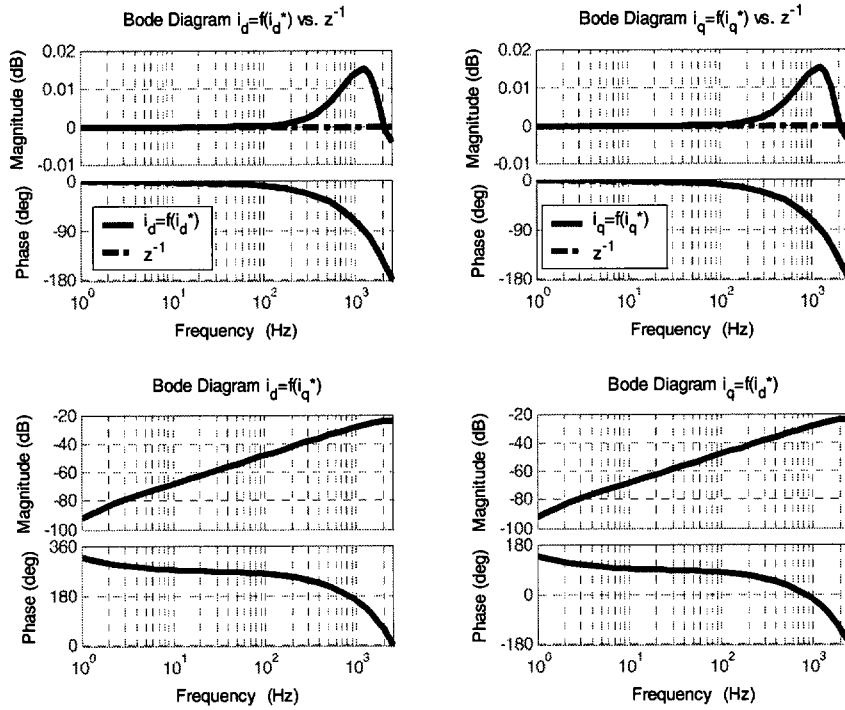 Bode Diagram i_d=f(i_d*) vs. z^-1
Magnitude (dB)
0.02
0.01
0
-0.01
Phase (deg)
0
-90
-180
i_d=f(i_d*)
z^-1
10^0
10^1
10^2
10^3
Frequency (Hz)
Bode Diagram i_q=f(i_q*) vs. z^-1
Magnitude (dB)
0.02
0.01
0
-0.01
Phase (deg)
0
-90
-180
i_q=f(i_q*)
z^-1
10^0
10^1
10^2
10^3
Frequency (Hz)
Bode Diagram i_d=f(i_q*)
Magnitude (dB)
-20
-40
-60
-80
-100
Phase (deg)
360
180
0
10^0
10^1
10^2
10^3
Frequency (Hz)
Bode Diagram i_q=f(i_d*)
Magnitude (dB)
-20
-40
-60
-80
-100
Phase (deg)
180
0
-180
10^0
10^1
10^2
10^3
Frequency (Hz)